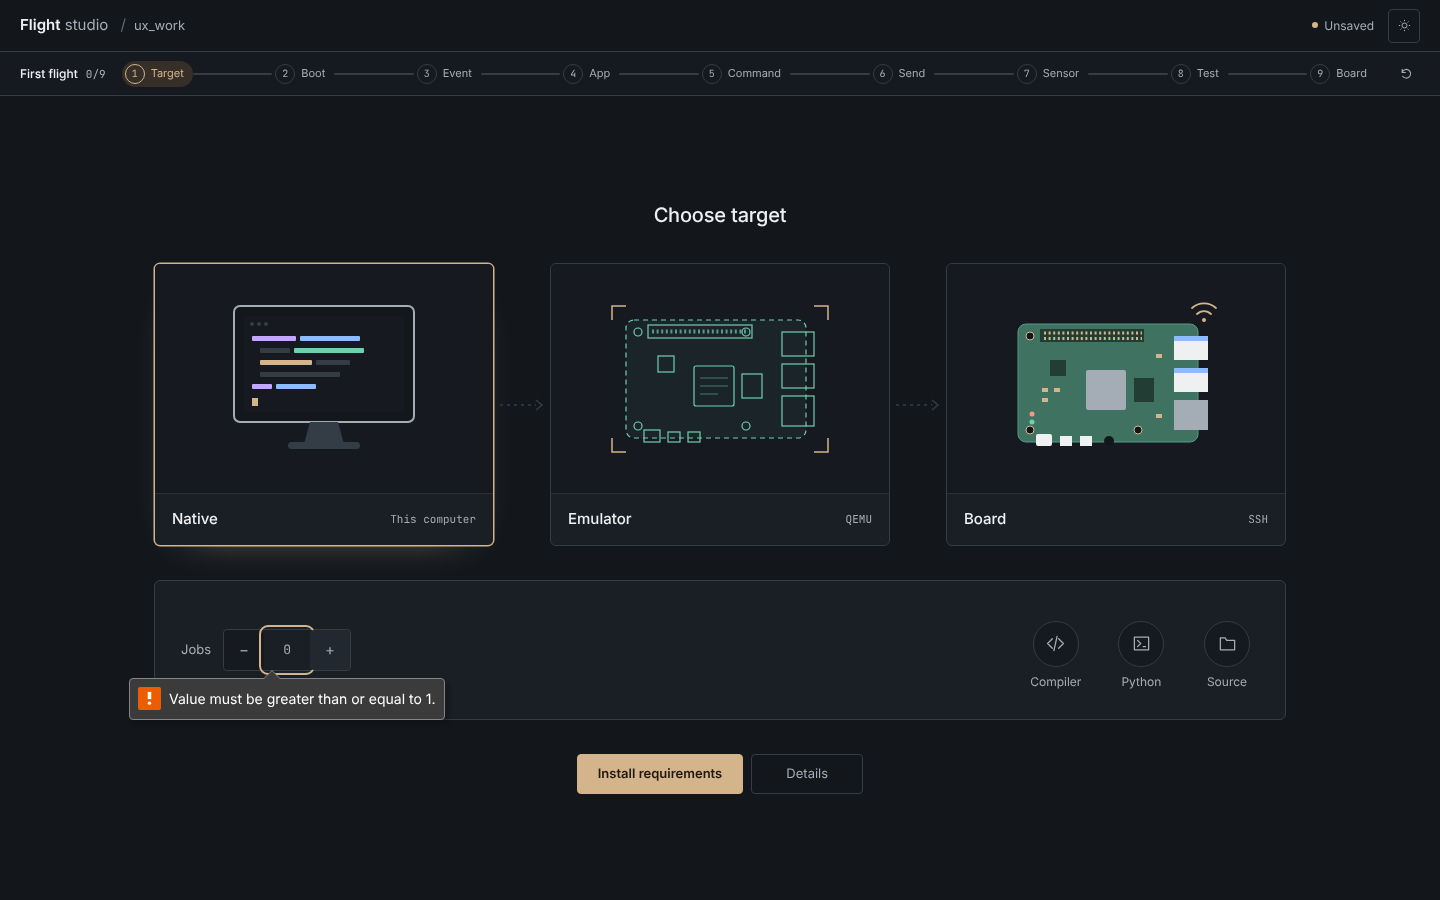 Flight studio / ux_work
Unsaved
First flight 0/9
1 Target
2 Boot
3 Event
4 App
5 Command
6 Send
7 Sensor
8 Test
9 Board
Choose target
Native
This computer
Emulator
QEMU
Board
SSH
Jobs
−
0
+
Compiler
Python
Source
Value must be greater than or equal to 1.
Install requirements
Details